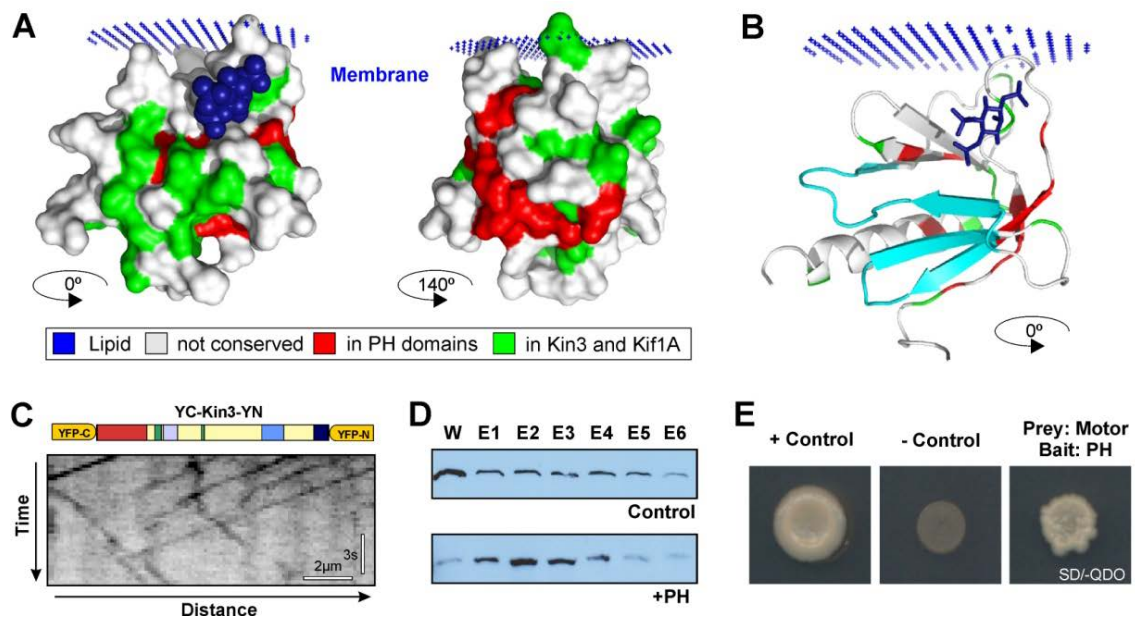 A
Membrane
B
0º
140º
0º
Lipid not conserved in PH domains in Kin3 and Kif1A
C
YC-Kin3-YN
YFP-C YFP-N
Time
3s
2µm
Distance
D
W E1 E2 E3 E4 E5 E6
Control
+PH
E
+ Control
- Control
Prey: Motor
Bait: PH
SD/-QDO